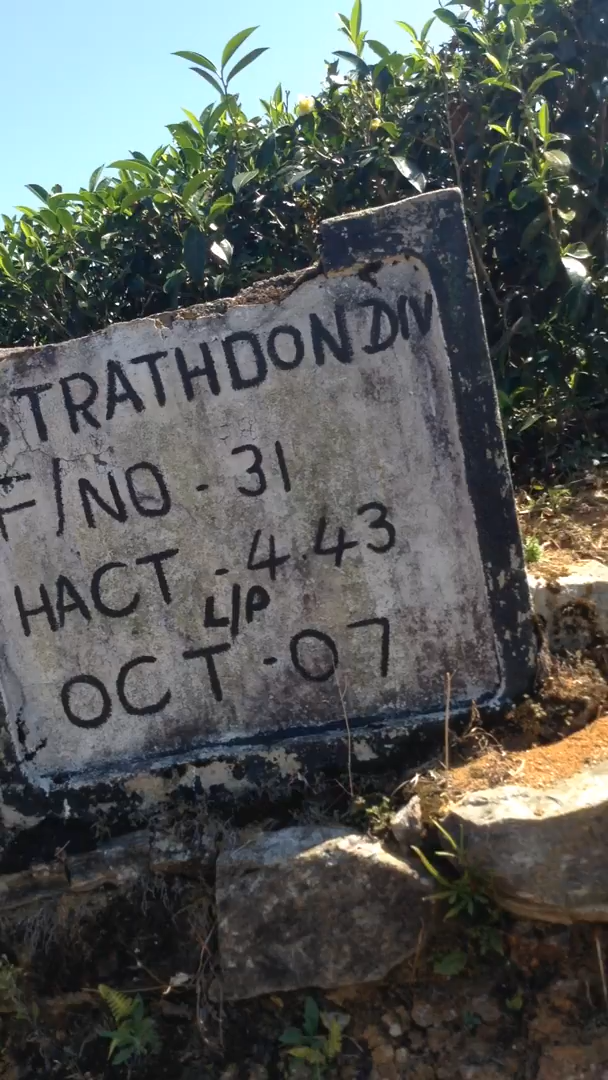 STRATHDON DIV
F/NO - 31
HACT - 4.43
L/P
OCT - 07